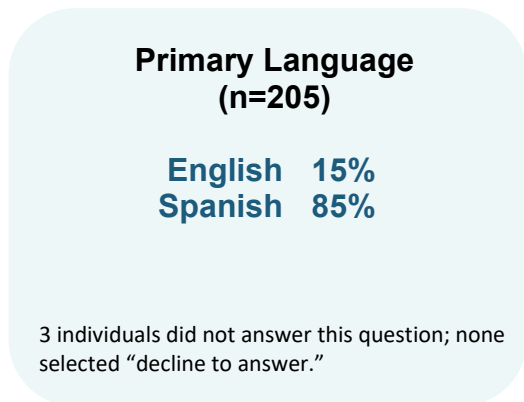 Primary Language
(n=205)
English 15%
Spanish 85%
3 individuals did not answer this question; none
selected “decline to answer.”